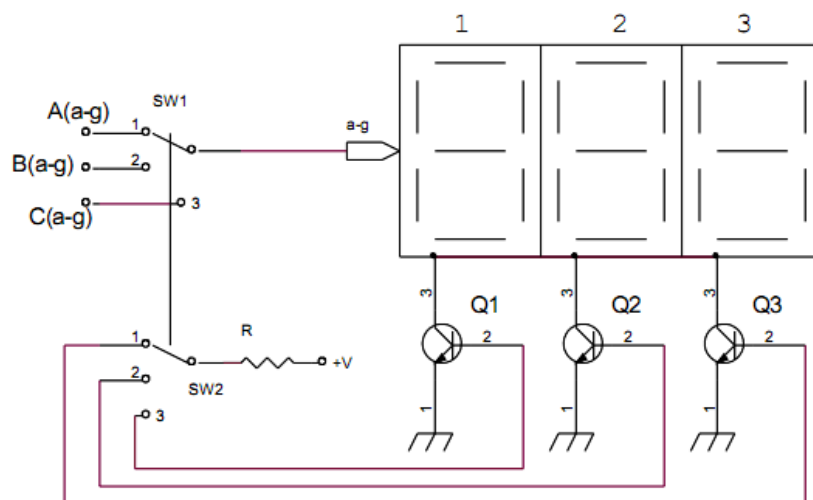 1 2 3
SW1
A(a-g) 1
a-g
B(a-g) 2
C(a-g) 3
3 Q1 3 Q2 3 Q3
1 R 2 2 2
+V
2 SW2
3 1 1 1